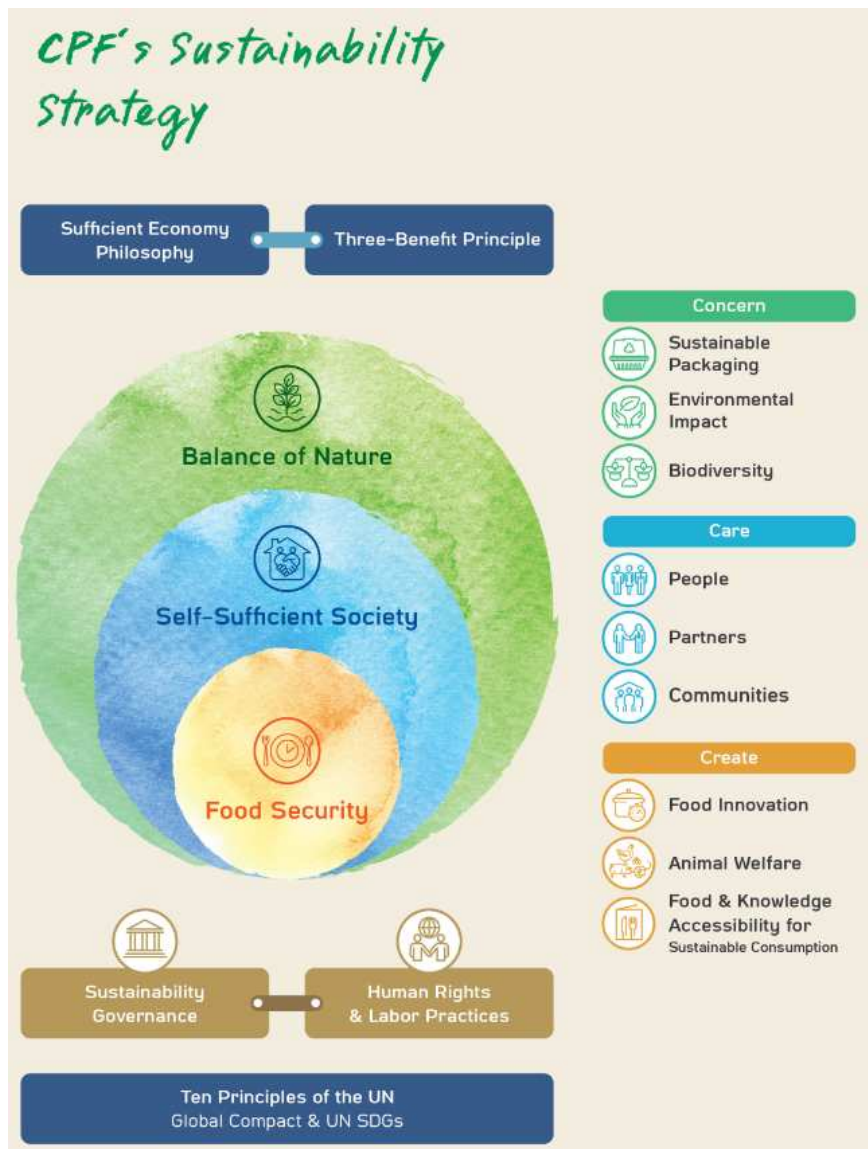 CPF's Sustainability
Strategy
Sufficient Economy
Philosophy
Three-Benefit Principle
Balance of Nature
Self-Sufficient Society
Food Security
Sustainability
Governance
Human Rights
& Labor Practices
Ten Principles of the UN
Global Compact & UN SDGs
Concern
Sustainable
Packaging
Environmental
Impact
Biodiversity
Care
People
Partners
Communities
Create
Food Innovation
Animal Welfare
Food & Knowledge
Accessibility for
Sustainable Consumption